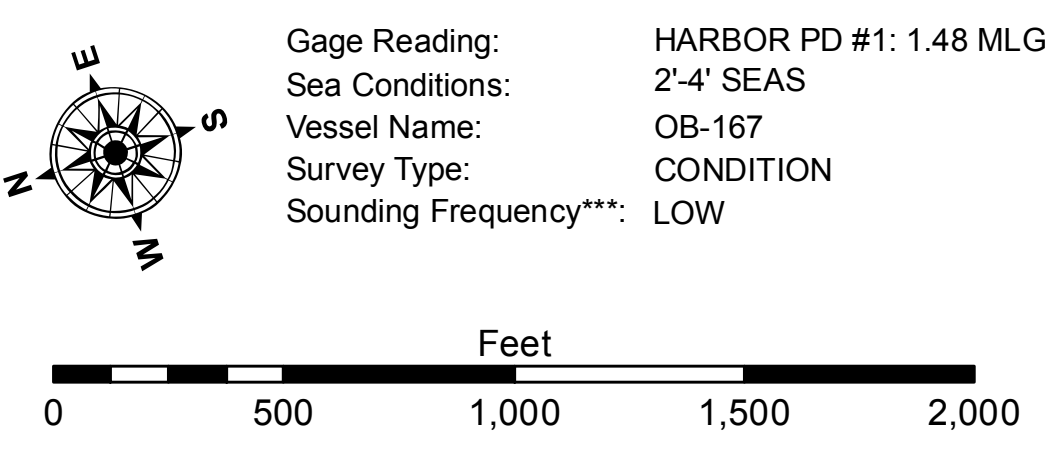 E
S
N
W
Gage Reading: HARBOR PD #1: 1.48 MLG
Sea Conditions: 2'-4' SEAS
Vessel Name: OB-167
Survey Type: CONDITION
Sounding Frequency***: LOW
Feet
0 500 1,000 1,500 2,000